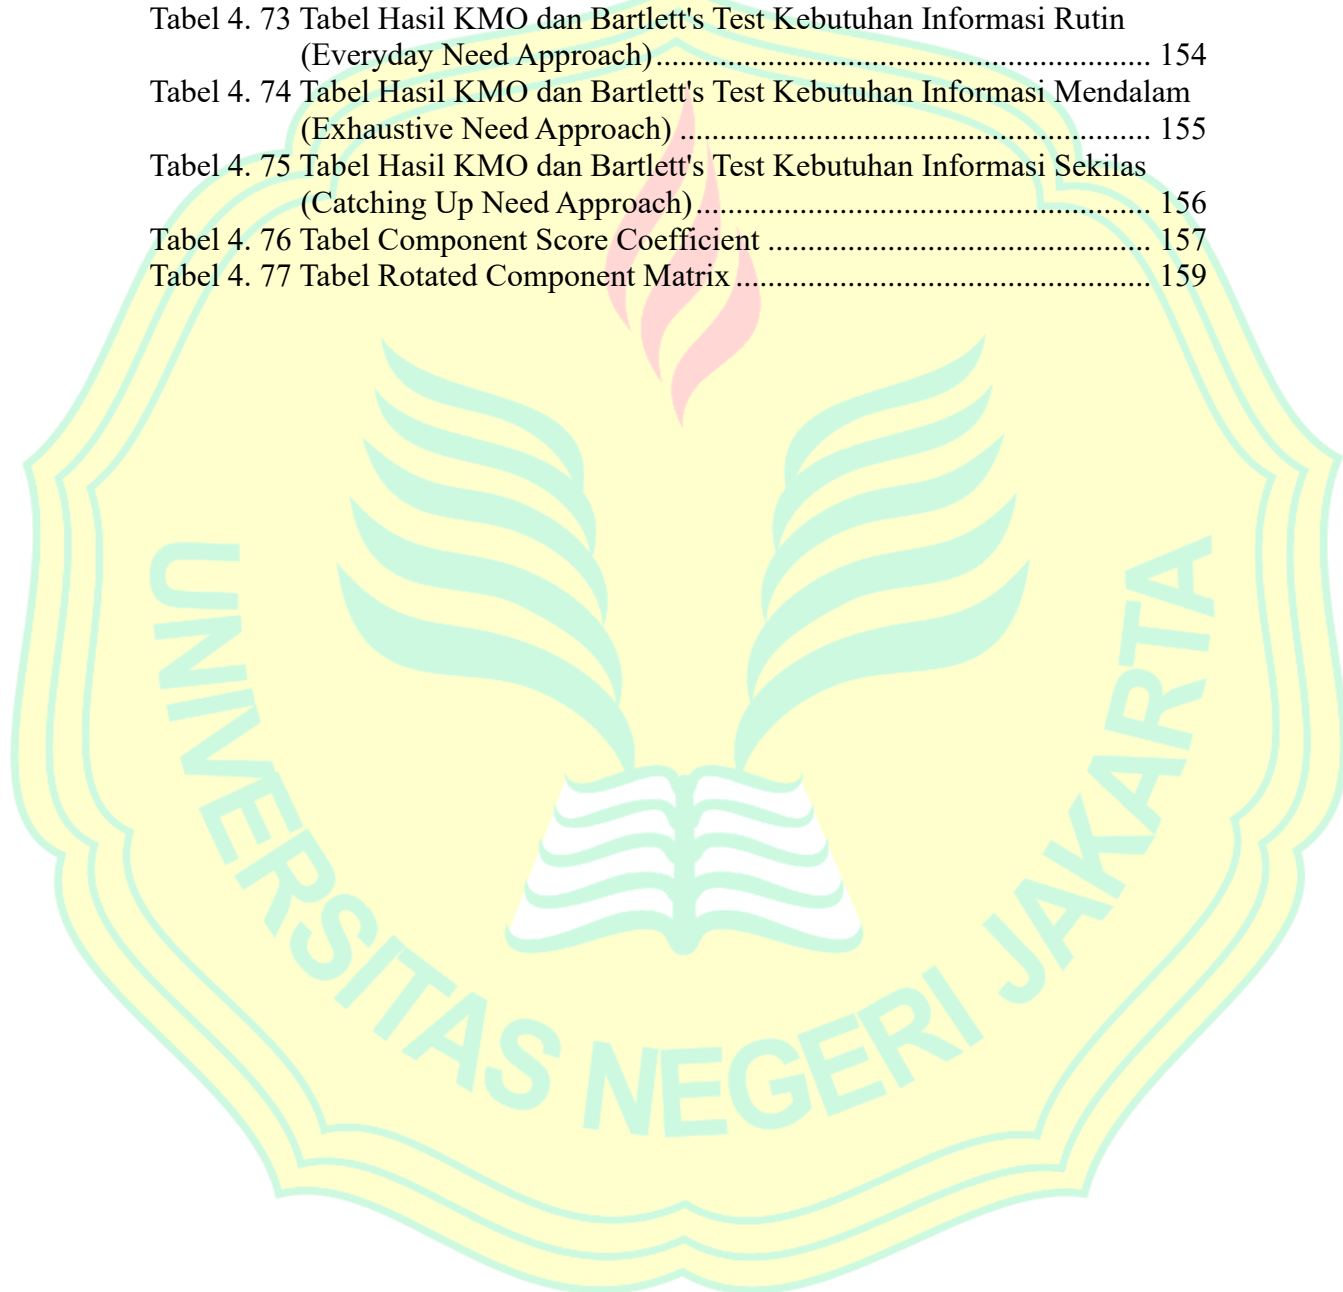 Tabel 4. 73 Tabel Hasil KMO dan Bartlett's Test Kebutuhan Informasi Rutin
(Everyday Need Approach)............................................................... 154
Tabel 4. 74 Tabel Hasil KMO dan Bartlett's Test Kebutuhan Informasi Mendalam
(Exhaustive Need Approach) ............................................................ 155
Tabel 4. 75 Tabel Hasil KMO dan Bartlett's Test Kebutuhan Informasi Sekilas
(Catching Up Need Approach).......................................................... 156
Tabel 4. 76 Tabel Component Score Coefficient ................................................. 157
Tabel 4. 77 Tabel Rotated Component Matrix ..................................................... 159
UNIVERSITAS NEGERI JAKARTA